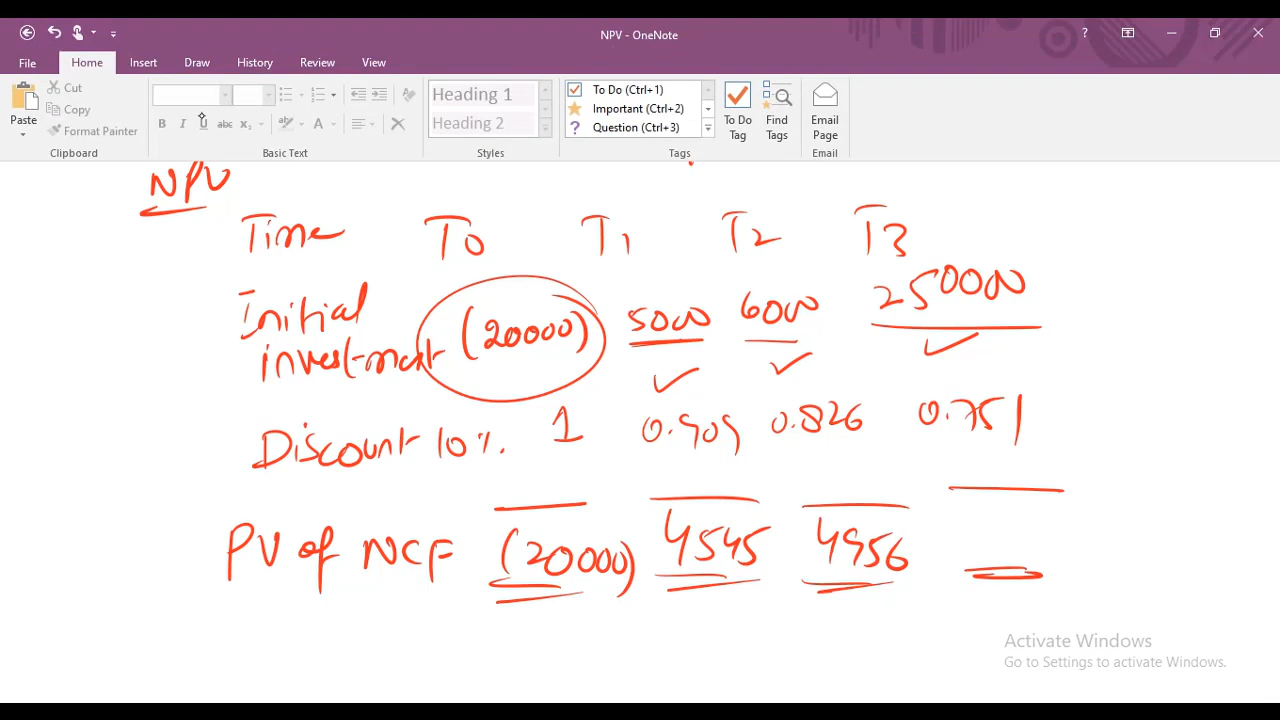 NPV - OneNote
?
File Home Insert Draw History Review View
Cut
Copy
Format Painter
Paste
Clipboard
B I U abc x₂ A
Basic Text
Heading 1
Heading 2
Styles
To Do (Ctrl+1)
Important (Ctrl+2)
? Question (Ctrl+3)
To Do Tag
Find Tags
Tags
Email Page
Email
NPV
Time T0 T1 T2 T3
Initial investment (20000) 5000 6000 25000
Discount 10% 1 0.909 0.826 0.751
PV of NCF (20000) 4545 4956
Activate Windows
Go to Settings to activate Windows.